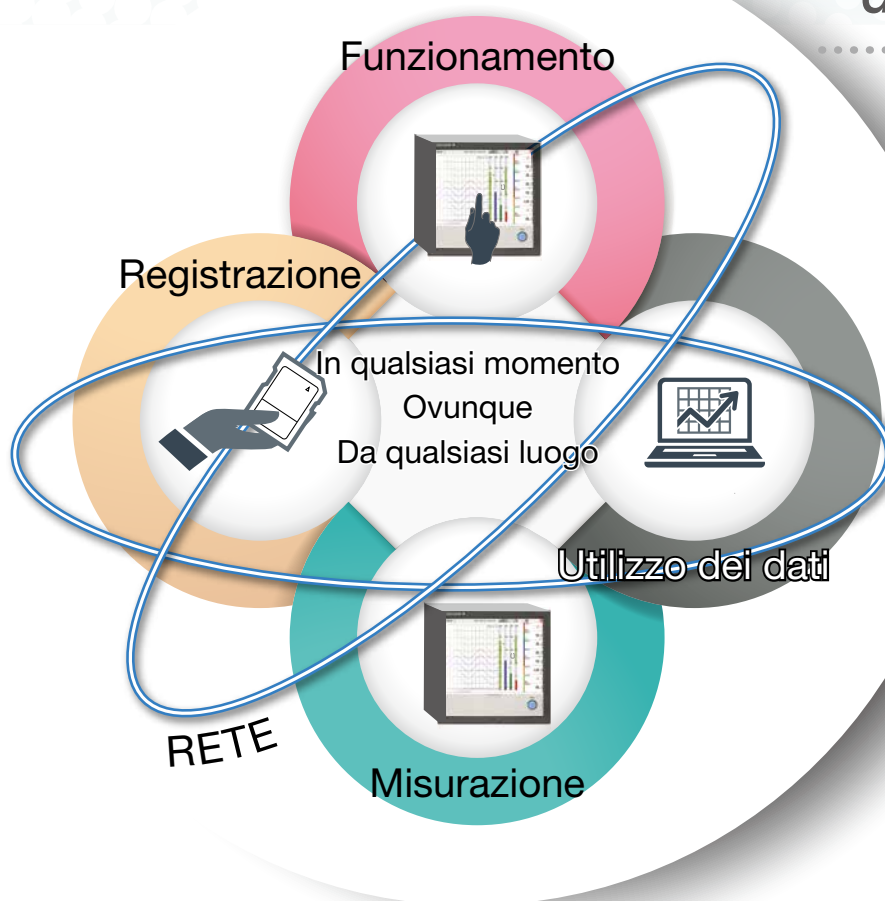 Funzionamento
Registrazione
In qualsiasi momento
Ovunque
Da qualsiasi luogo
Utilizzo dei dati
RETE
Misurazione